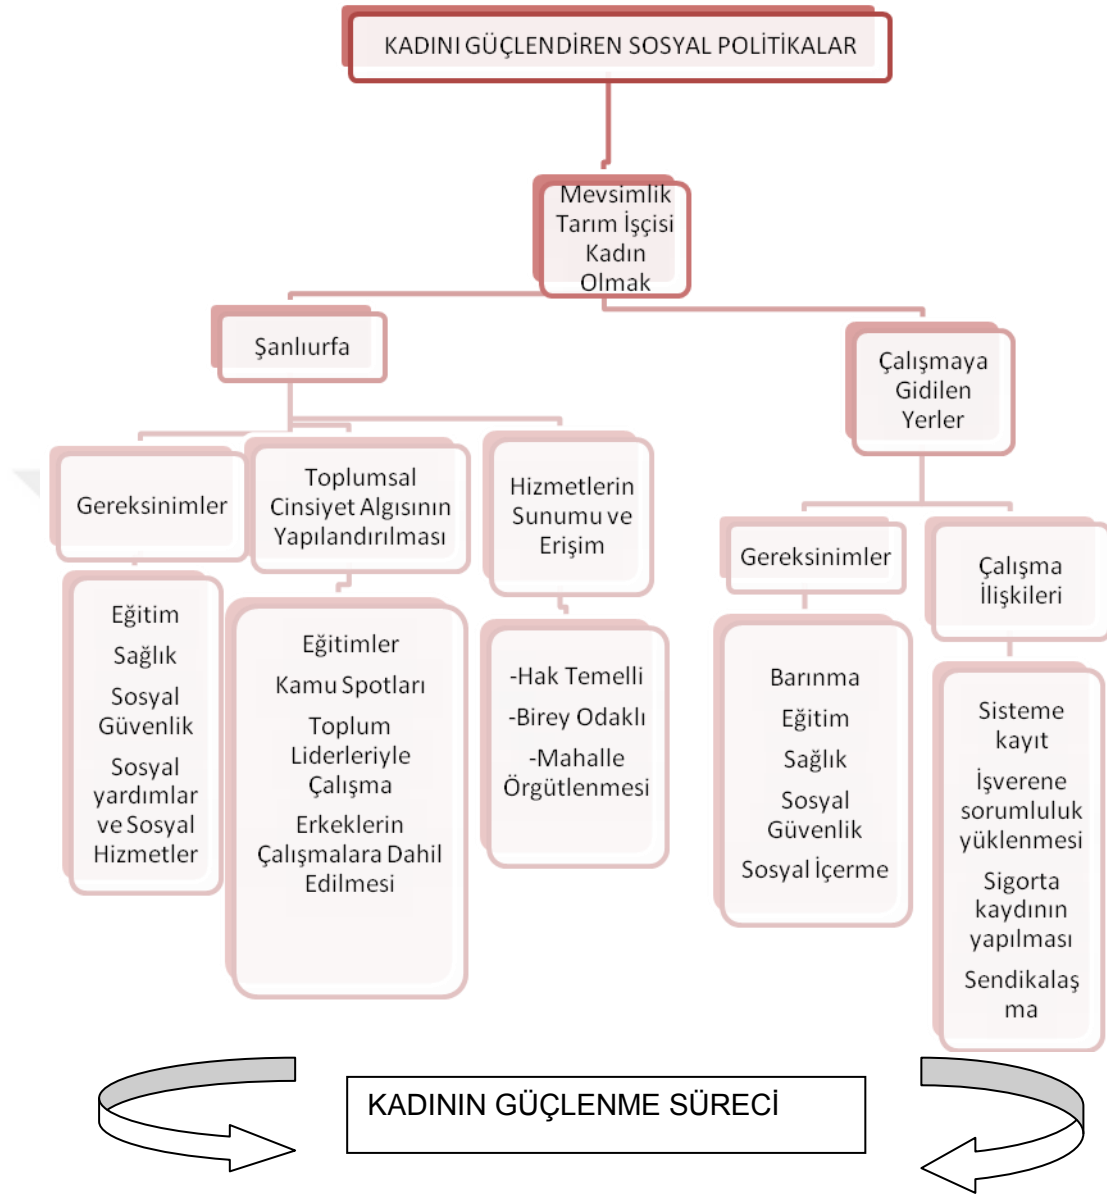 KADINI GÜÇLENDİREN SOSYAL POLİTİKALAR
Mevsimlik
Tarım İşçisi
Kadın
Olmak
Şanlıurfa
Çalışmaya
Gidilen
Yerler
Gereksinimler
Toplumsal
Cinsiyet Algısının
Yapılandırılması
Hizmetlerin
Sunumu ve
Erişim
Gereksinimler
Çalışma
İlişkileri
Eğitim
Sağlık
Sosyal
Güvenlik
Sosyal
yardımlar
ve Sosyal
Hizmetler
Eğitimler
Kamu Spotları
Toplum
Liderleriyle
Çalışma
Erkeklerin
Çalışmalara Dahil
Edilmesi
-Hak Temelli
-Birey Odaklı
-Mahalle
Örgütlenmesi
Barınma
Eğitim
Sağlık
Sosyal
Güvenlik
Sosyal İçerme
Sisteme
kayıt
İşverene
sorumluluk
yüklenmesi
Sigorta
kaydının
yapılması
Sendikalaş
ma
KADININ GÜÇLENME SÜRECİ